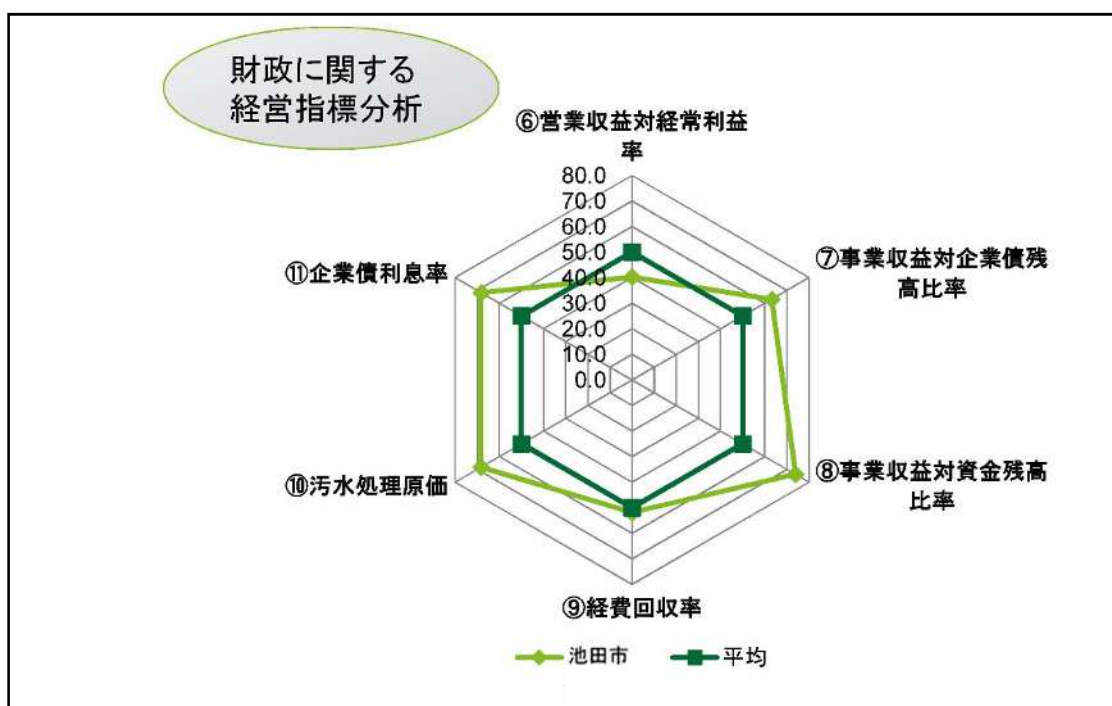 財政に関する
経営指標分析
⑥営業収益対経常利益
率
80.0
70.0
60.0
50.0
40.0
30.0
20.0
10.0
0.0
⑦事業収益対企業債残
高比率
⑧事業収益対資金残高
比率
⑨経費回収率
⑩汚水処理原価
⑪企業債利息率
池田市
平均